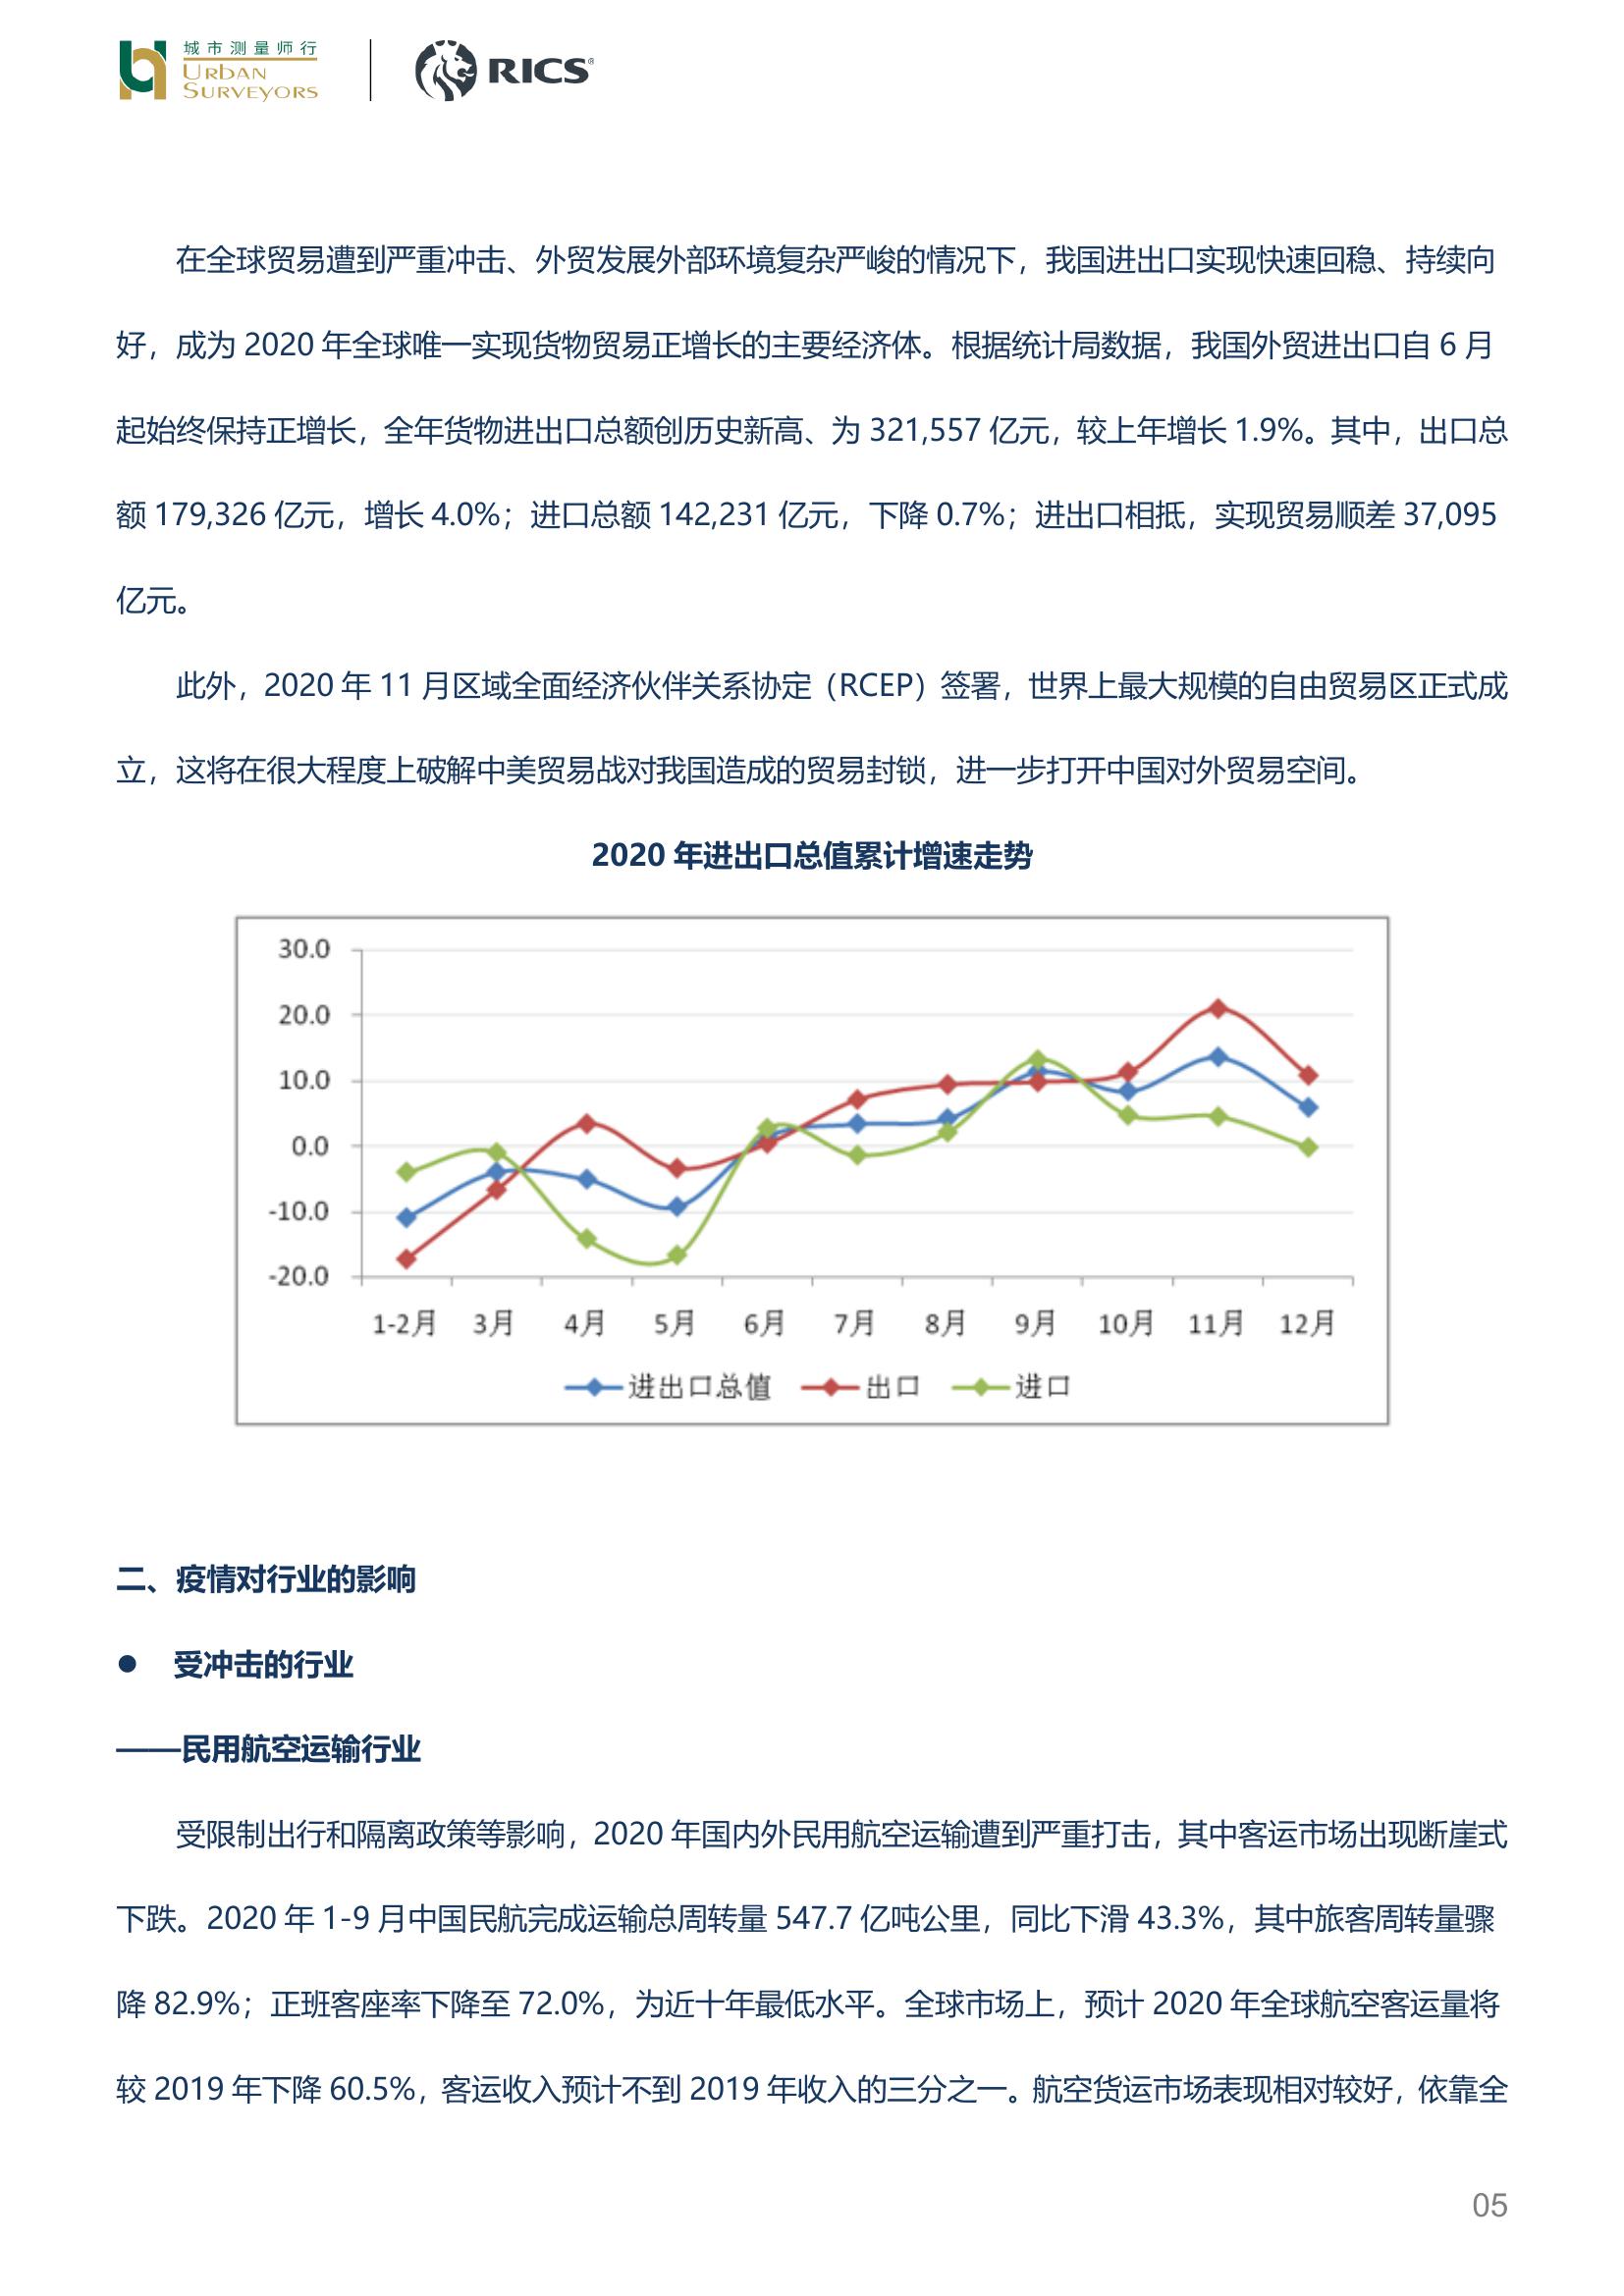 城市测量师行
URBAN
SURVEYORS
RICS®
在全球贸易遭到严重冲击、外贸发展外部环境复杂严峻的情况下，我国进出口实现快速回稳、持续向
好，成为 2020 年全球唯一实现货物贸易正增长的主要经济体。根据统计局数据，我国外贸进出口自 6 月
起始终保持正增长，全年货物进出口总额创历史新高、为 321,557 亿元，较上年增长 1.9%。其中，出口总
额 179,326 亿元，增长 4.0%；进口总额 142,231 亿元，下降 0.7%；进出口相抵，实现贸易顺差 37,095
亿元。
此外，2020 年 11 月区域全面经济伙伴关系协定（RCEP）签署，世界上最大规模的自由贸易区正式成
立，这将在很大程度上破解中美贸易战对我国造成的贸易封锁，进一步打开中国对外贸易空间。
2020 年进出口总值累计增速走势
30.0
20.0
10.0
0.0
-10.0
-20.0
1-2月 3月 4月 5月 6月 7月 8月 9月 10月 11月 12月
进出口总值 出口 进口
二、疫情对行业的影响
● 受冲击的行业
——民用航空运输行业
受限制出行和隔离政策等影响，2020 年国内外民用航空运输遭到严重打击，其中客运市场出现断崖式
下跌。2020 年 1-9 月中国民航完成运输总周转量 547.7 亿吨公里，同比下滑 43.3%，其中旅客周转量骤
降 82.9%；正班客座率下降至 72.0%，为近十年最低水平。全球市场上，预计 2020 年全球航空客运量将
较 2019 年下降 60.5%，客运收入预计不到 2019 年收入的三分之一。航空货运市场表现相对较好，依靠全
05